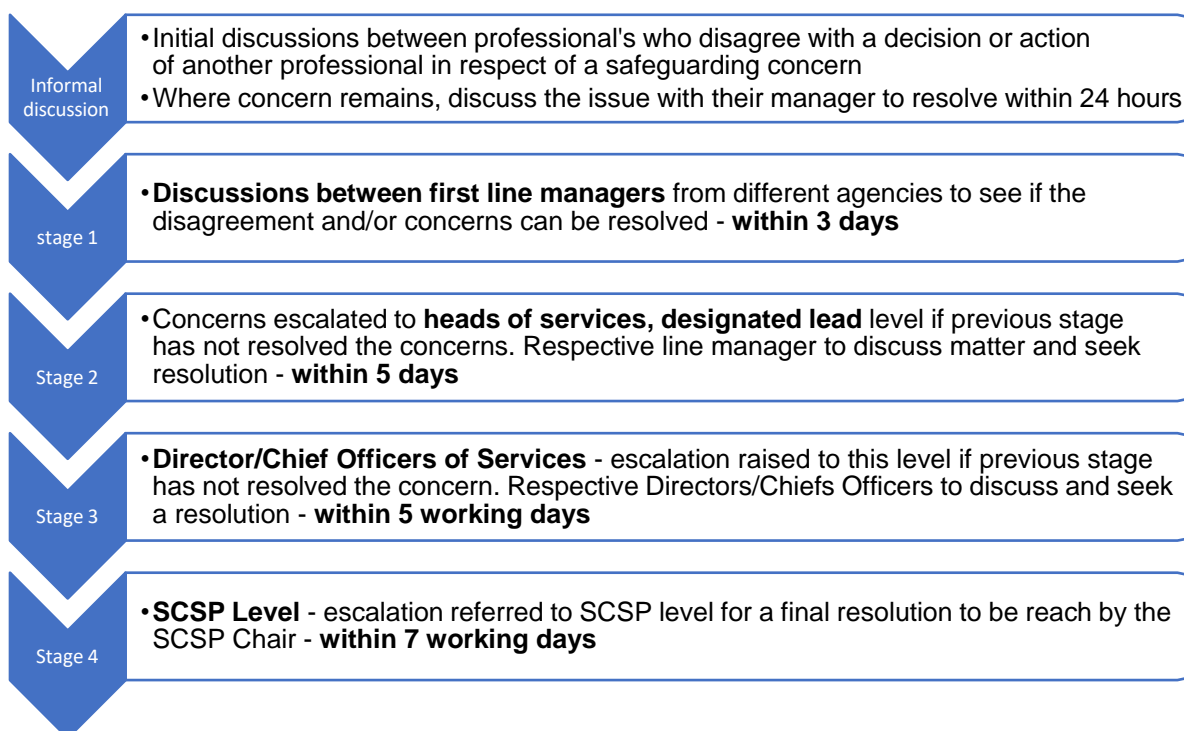 Informal
discussion
•Initial discussions between professional's who disagree with a decision or action
of another professional in respect of a safeguarding concern
•Where concern remains, discuss the issue with their manager to resolve within 24 hours
stage 1
•Discussions between first line managers from different agencies to see if the
disagreement and/or concerns can be resolved - within 3 days
Stage 2
•Concerns escalated to heads of services, designated lead level if previous stage
has not resolved the concerns. Respective line manager to discuss matter and seek
resolution - within 5 days
Stage 3
•Director/Chief Officers of Services - escalation raised to this level if previous stage
has not resolved the concern. Respective Directors/Chiefs Officers to discuss and seek
a resolution - within 5 working days
Stage 4
•SCSP Level - escalation referred to SCSP level for a final resolution to be reach by the
SCSP Chair - within 7 working days